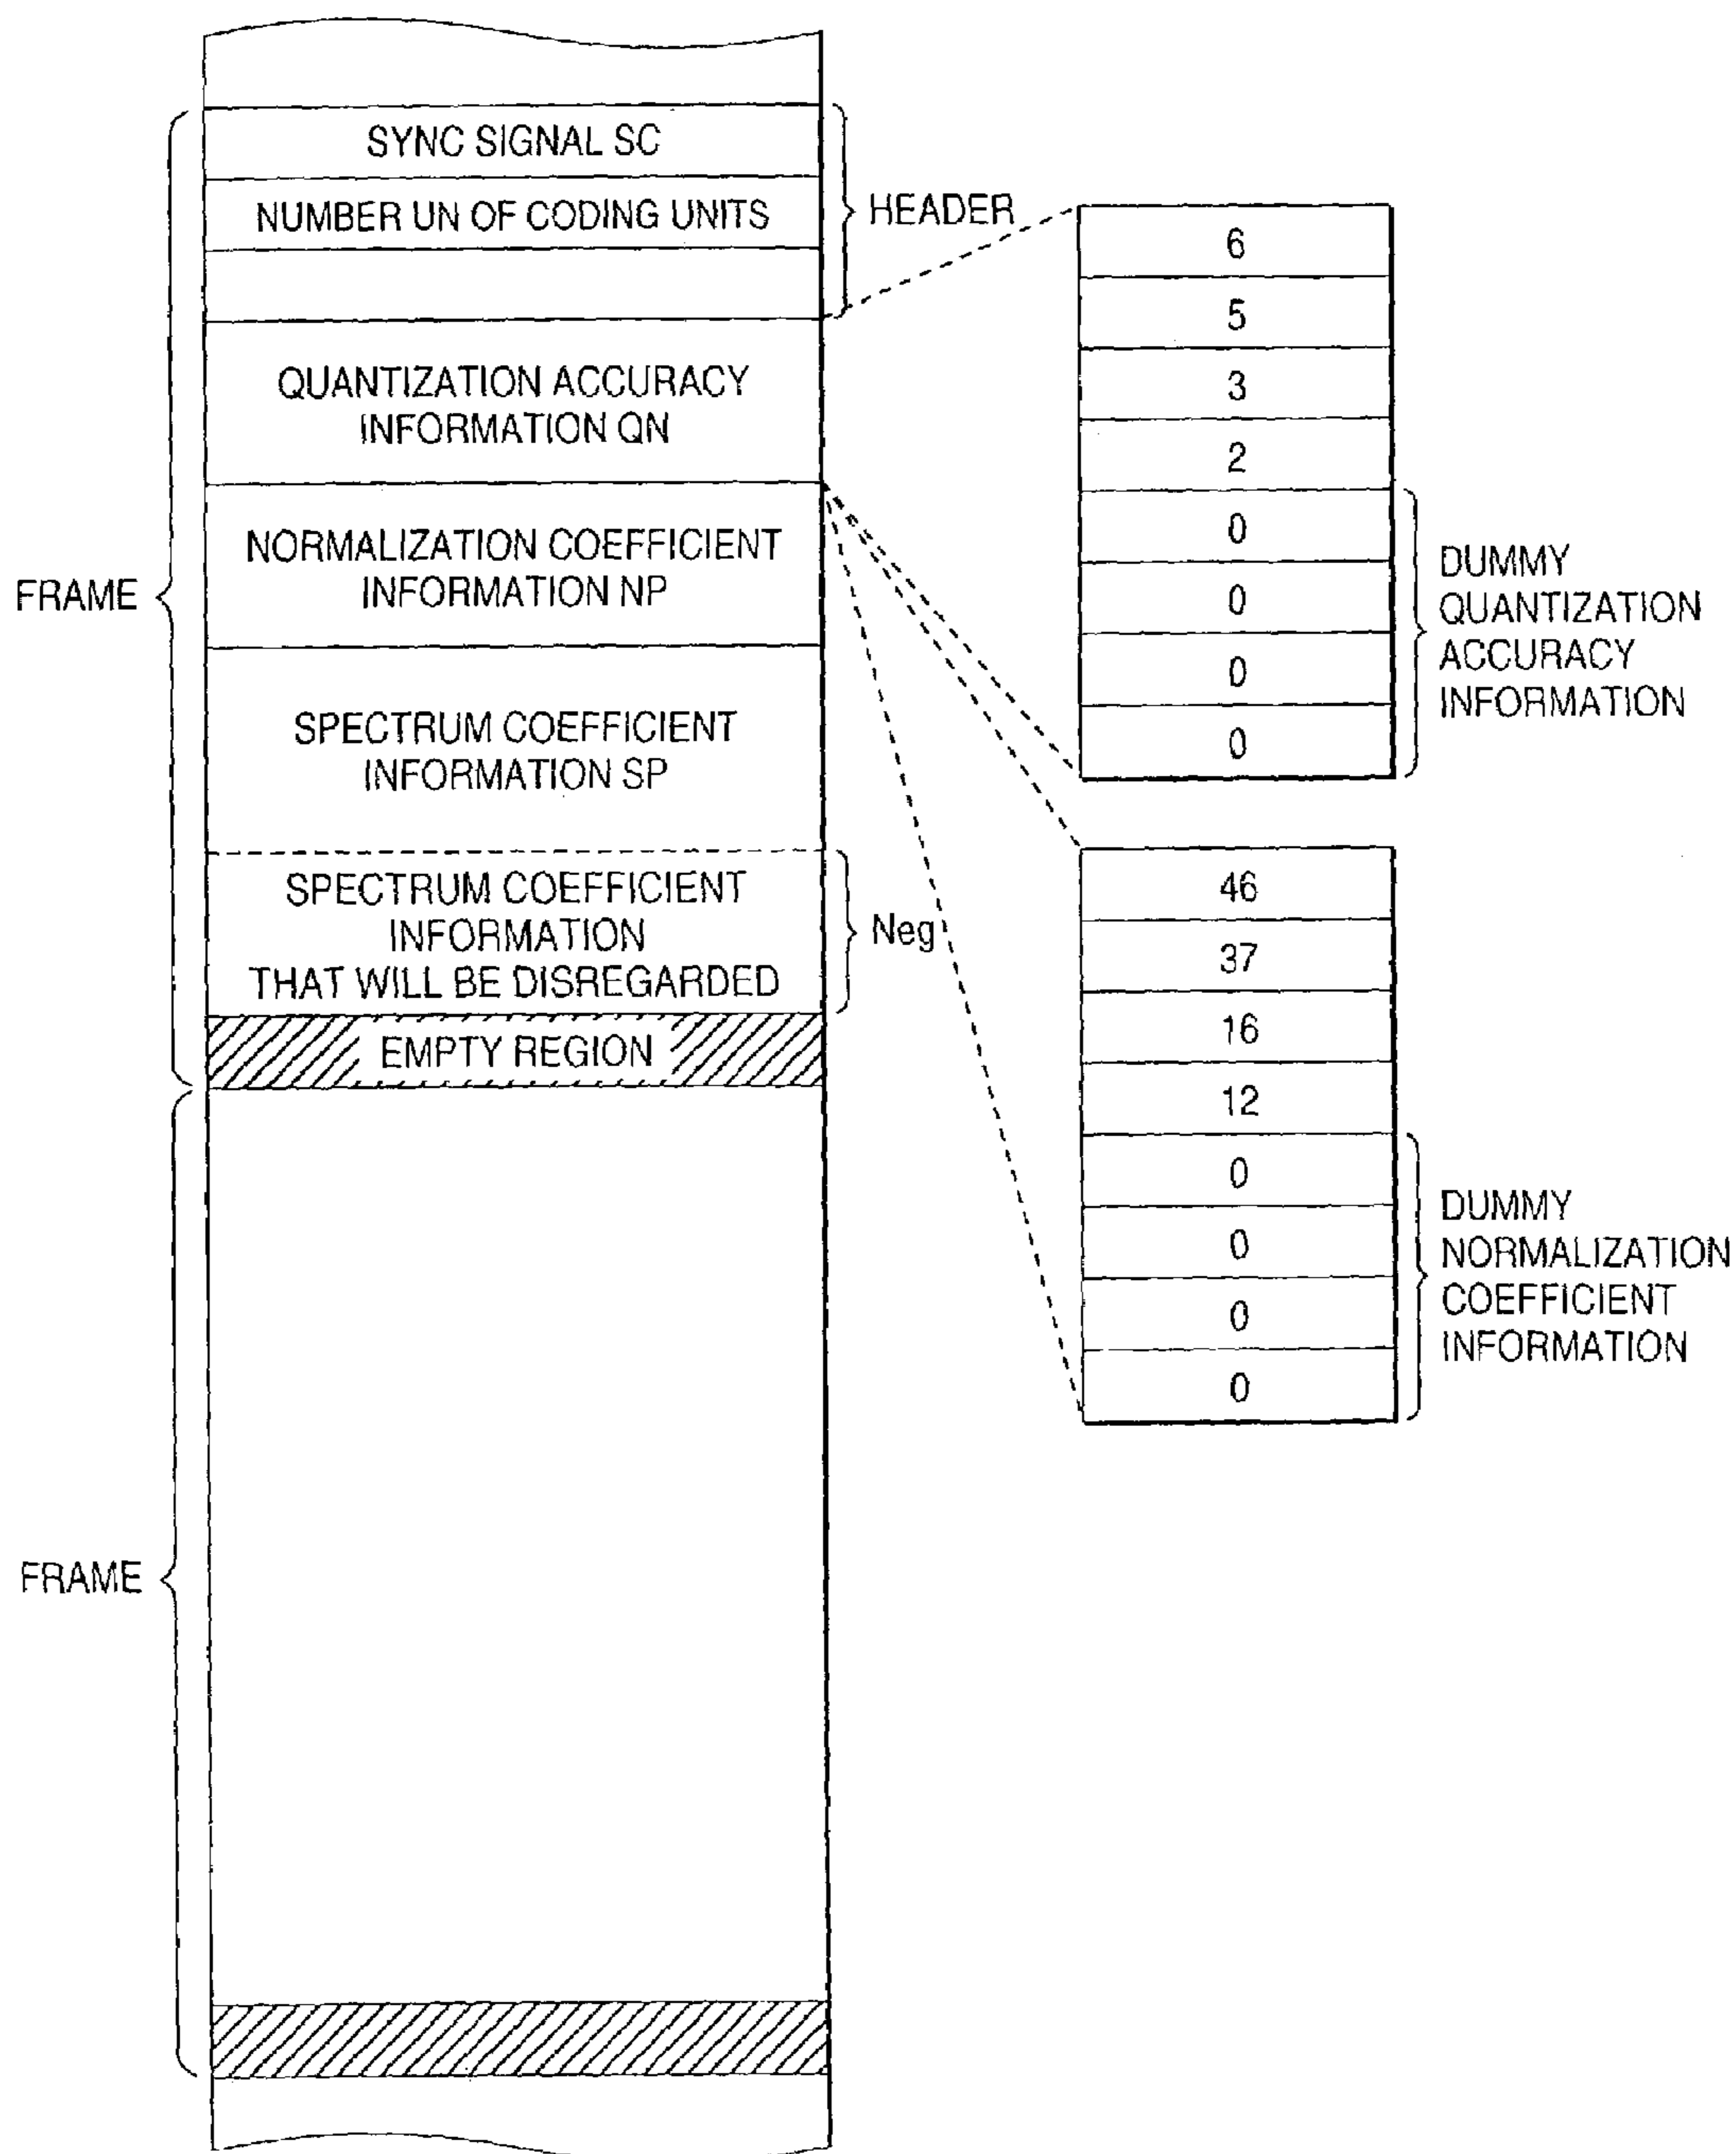 SYNC SIGNAL SC
NUMBER UN OF CODING UNITS
HEADER
QUANTIZATION ACCURACY
INFORMATION QN
NORMALIZATION COEFFICIENT
INFORMATION NP
FRAME
SPECTRUM COEFFICIENT
INFORMATION SP
SPECTRUM COEFFICIENT
INFORMATION
THAT WILL BE DISREGARDED
Neg
EMPTY REGION
FRAME
6
5
3
2
0
0
0
0
DUMMY
QUANTIZATION
ACCURACY
INFORMATION
46
37
16
12
0
0
0
0
DUMMY
NORMALIZATION
COEFFICIENT
INFORMATION